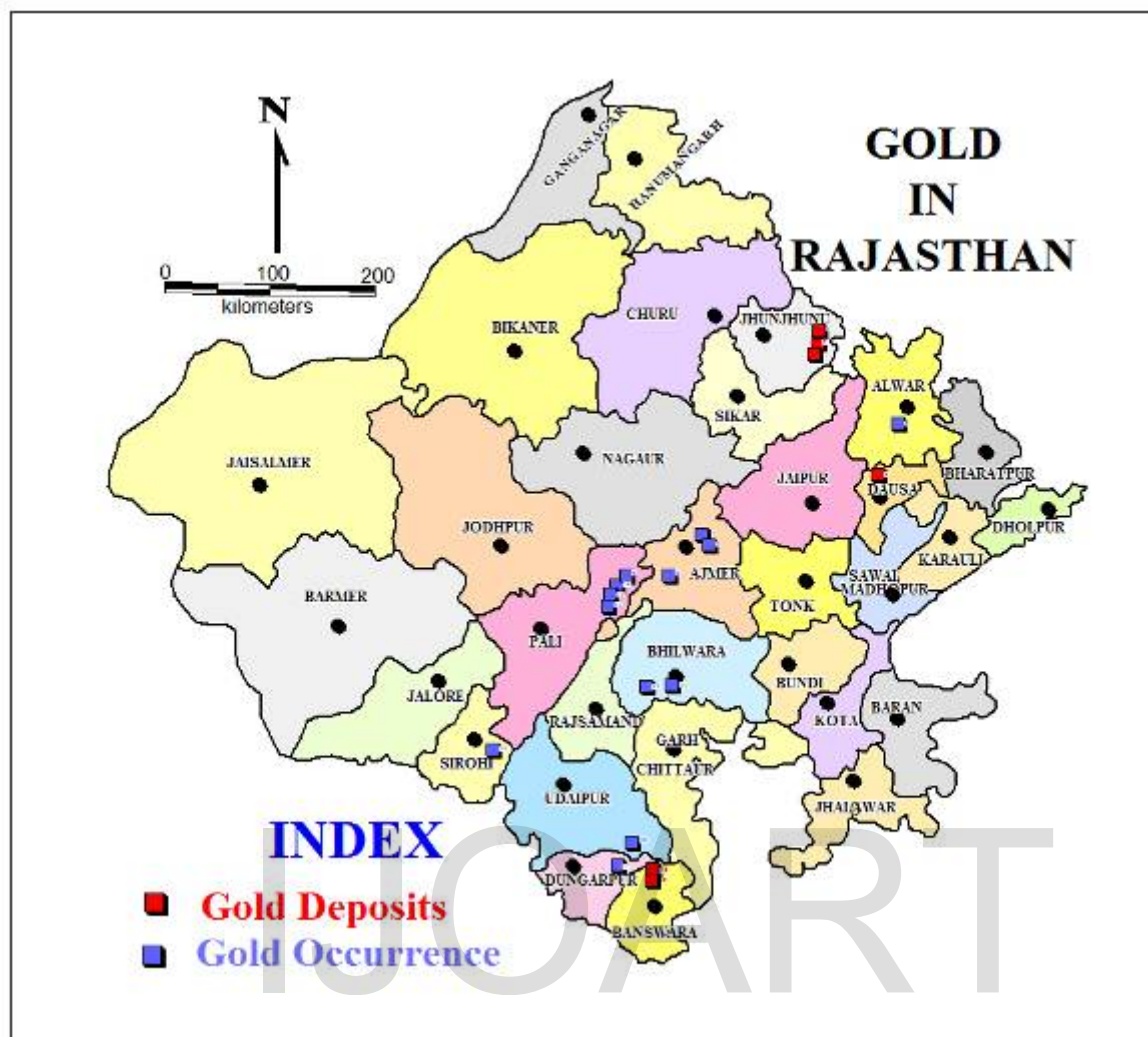 N
GOLD
IN
RAJASTHAN
0 100 200
kilometers
GANGANAGAR
HANUMANGARH
BIKANER
CHURU
JHUNJHUNU
SIKAR
ALWAR
JAISALMER
NAGAUR
JAIPUR
BHARATPUR
DAUSA
JODHPUR
DHOLPUR
KARAULI
AJMER
SAWAI
MADHOPUR
TONK
BARMER
PALI
BHILWARA
BUNDI
JALORE
KOTA
BARAN
RAJSAMAND
GARH
CHITTAUR
SIROHI
UDAIPUR
JHALAWAR
DUNGARPUR
BANSWARA
INDEX
Gold Deposits
Gold Occurrence
IJOART